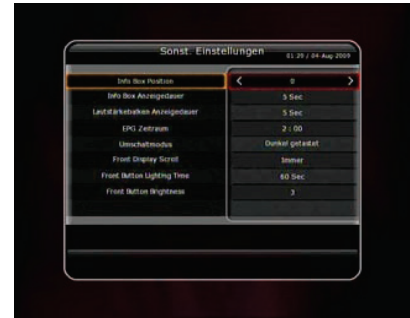 Sonst. Einstellungen 01:29 / 04-Aug 2009
Info Box Position 0
Info Box Anzeigedauer 5 Sec
Lautstärkebalken Anzeigedauer 5 Sec
EPG Zeitraum 2 : 00
Umschaltmodus Dunkel getastet
Front Display Scroll Immer
Front Button Lighting Time 60 Sec
Front Button Brightness 3